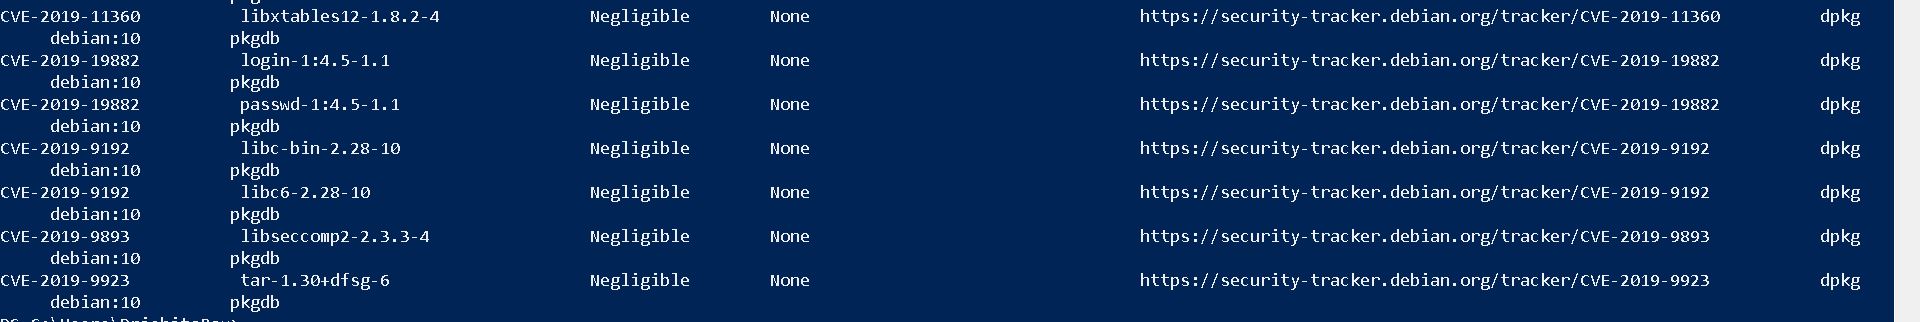 CVE-2019-11360 libxtables12-1.8.2-4 Negligible None https://security-tracker.debian.org/tracker/CVE-2019-11360 dpkg
debian:10 pkgdb
CVE-2019-19882 login-1:4.5-1.1 Negligible None https://security-tracker.debian.org/tracker/CVE-2019-19882 dpkg
debian:10 pkgdb
CVE-2019-19882 passwd-1:4.5-1.1 Negligible None https://security-tracker.debian.org/tracker/CVE-2019-19882 dpkg
debian:10 pkgdb
CVE-2019-9192 libc-bin-2.28-10 Negligible None https://security-tracker.debian.org/tracker/CVE-2019-9192 dpkg
debian:10 pkgdb
CVE-2019-9192 libc6-2.28-10 Negligible None https://security-tracker.debian.org/tracker/CVE-2019-9192 dpkg
debian:10 pkgdb
CVE-2019-9893 libseccomp2-2.3.3-4 Negligible None https://security-tracker.debian.org/tracker/CVE-2019-9893 dpkg
debian:10 pkgdb
CVE-2019-9923 tar-1.30+dfsg-6 Negligible None https://security-tracker.debian.org/tracker/CVE-2019-9923 dpkg
debian:10 pkgdb